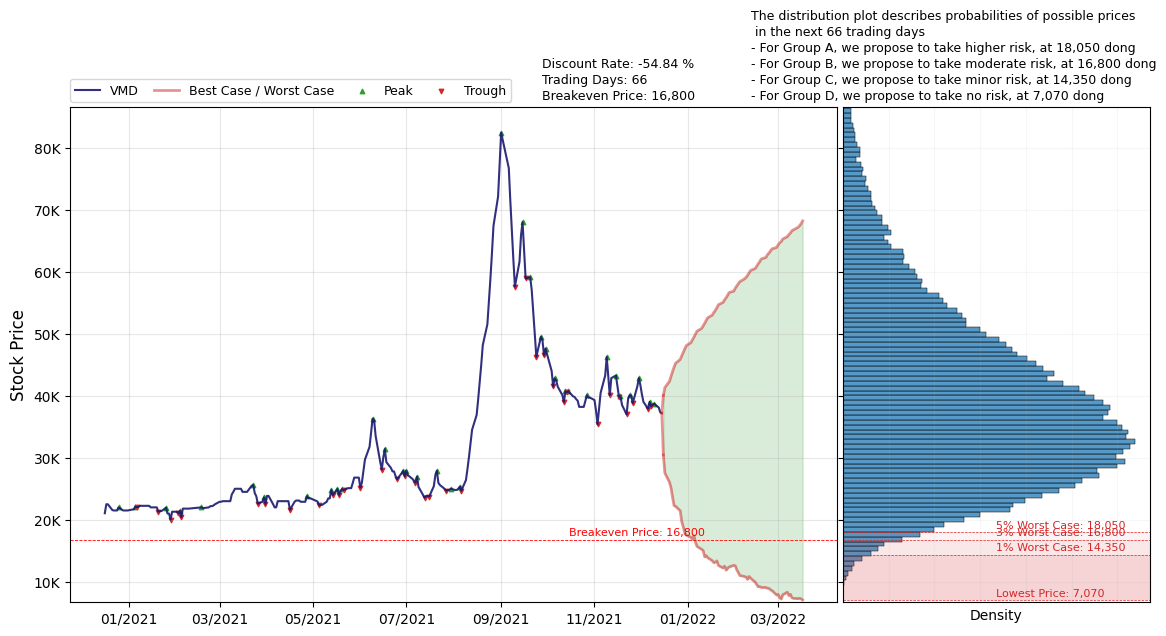 The distribution plot describes probabilities of possible prices
in the next 66 trading days
- For Group A, we propose to take higher risk, at 18,050 dong
- For Group B, we propose to take moderate risk, at 16,800 dong
- For Group C, we propose to take minor risk, at 14,350 dong
- For Group D, we propose to take no risk, at 7,070 dong
Discount Rate: -54.84 %
Trading Days: 66
Breakeven Price: 16,800
VMD
Best Case / Worst Case
Peak
Trough
Stock Price
80K
70K
60K
50K
40K
30K
20K
10K
Breakeven Price: 16,800
5% Worst Case: 18,050
3% Worst Case: 16,800
1% Worst Case: 14,350
Lowest Price: 7,070
01/2021
03/2021
05/2021
07/2021
09/2021
11/2021
01/2022
03/2022
Density